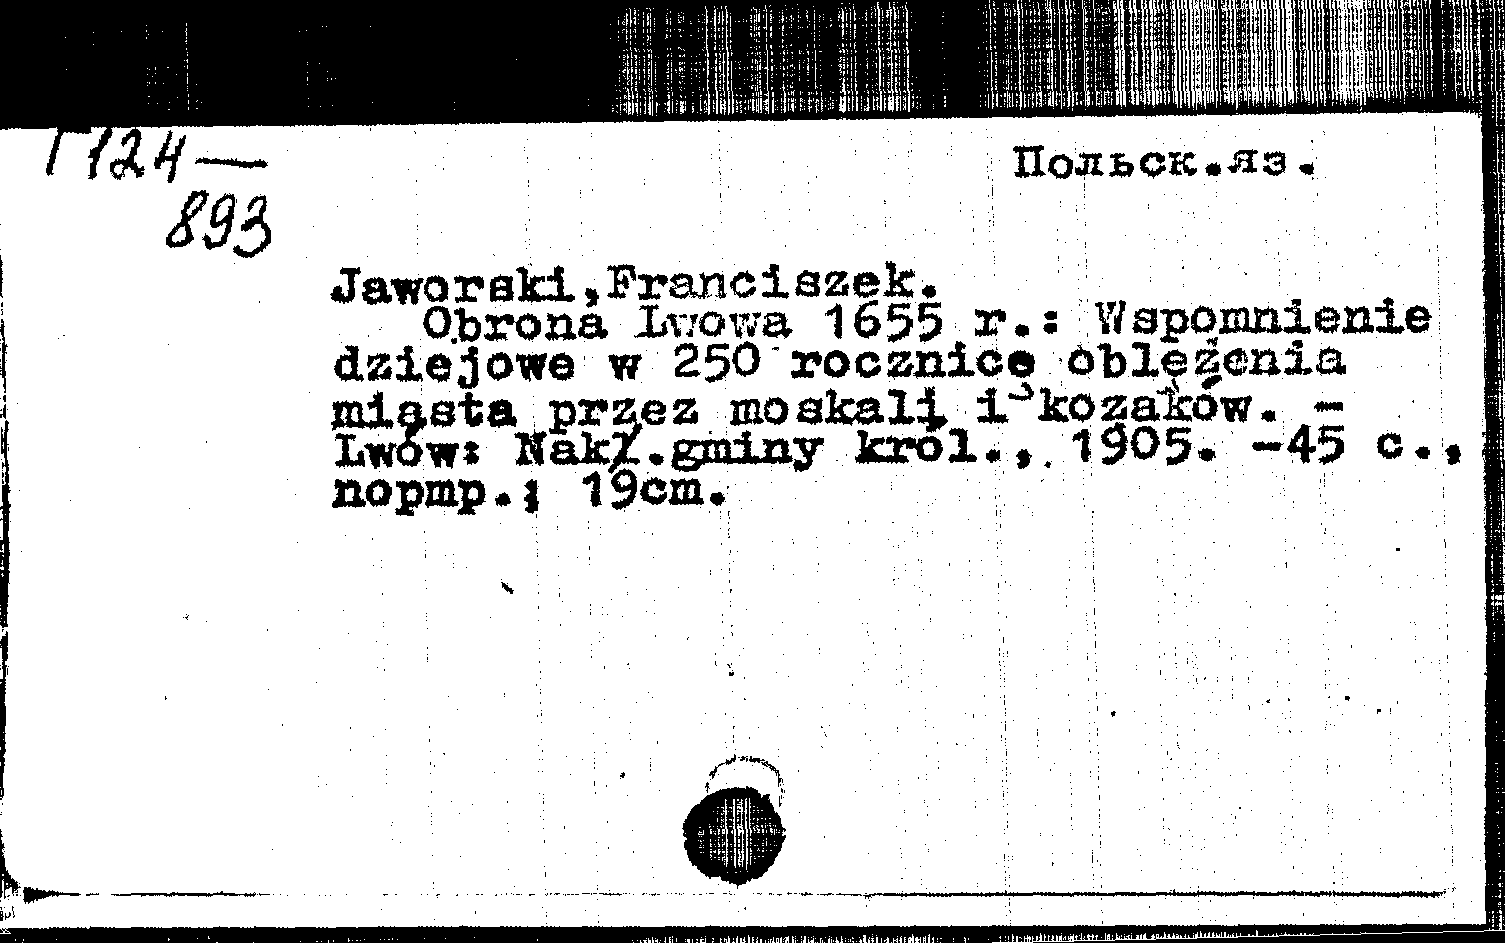 Г124—
893
Польск.яз.
Jaworski,Franciszek.
Obrona Lwowa 1655 r.: Wspomnienie
dziejowe w 250 rocznicę oblężenia
miasta przez moskali i kozaków. –
Lwów: Nakł.gminy król., 1905. –45 с.,
портр.; 19cm.